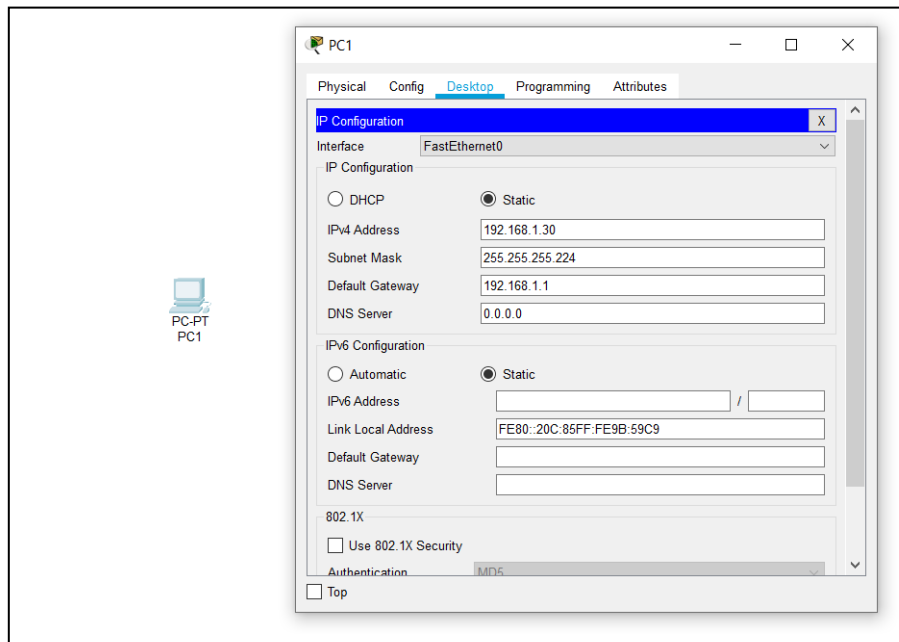 PC1
Physical Config Desktop Programming Attributes
IP Configuration X
Interface FastEthernet0
IP Configuration
DHCP Static
IPv4 Address 192.168.1.30
Subnet Mask 255.255.255.224
Default Gateway 192.168.1.1
DNS Server 0.0.0.0
IPv6 Configuration
Automatic Static
IPv6 Address /
Link Local Address FE80::20C:85FF:FE9B:59C9
Default Gateway
DNS Server
802.1X
Use 802.1X Security
Authentication MD5
Top
PC-PT
PC1